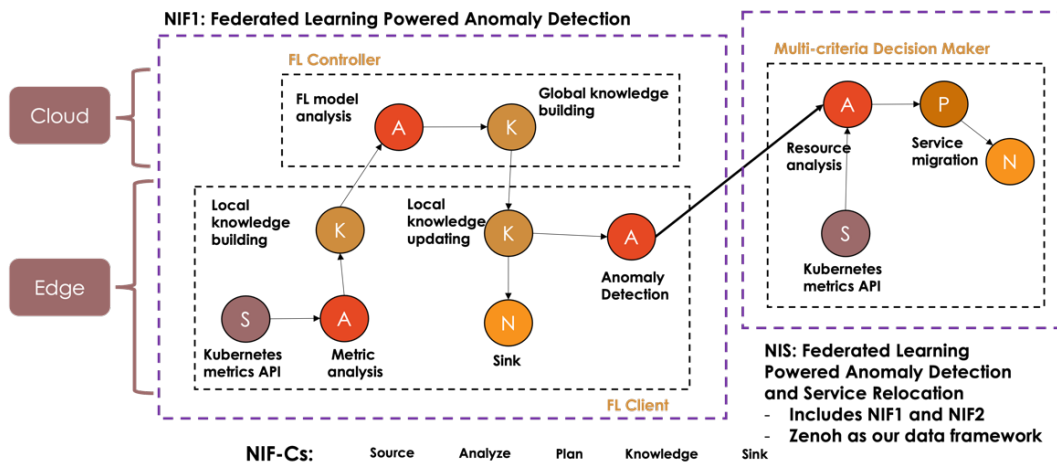 NIF1: Federated Learning Powered Anomaly Detection
Cloud
Edge
FL Controller
FL model
analysis
A
K
Global knowledge
building
Local
knowledge
building
K
Local
knowledge
updating
K
A
Anomaly
Detection
S
Kubernetes
metrics API
A
Metric
analysis
N
Sink
FL Client
Multi-criteria Decision Maker
A
Resource
analysis
P
Service
migration
N
S
Kubernetes
metrics API
NIS: Federated Learning
Powered Anomaly Detection
and Service Relocation
- Includes NIF1 and NIF2
- Zenoh as our data framework
NIF-Cs: Source Analyze Plan Knowledge Sink